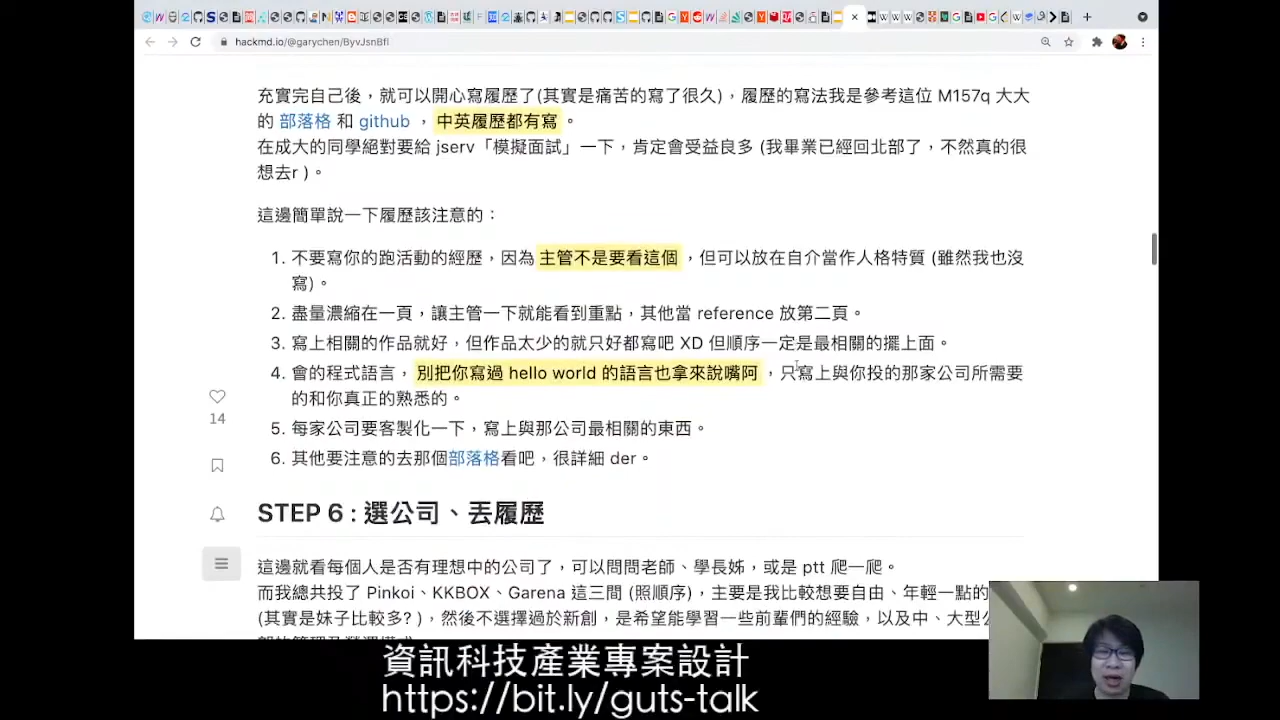 hackmd.io/@garychen/ByvJsnBfl
充實完自己後，就可以開心寫履歷了(其實是痛苦的寫了很久)，履歷的寫法我是參考這位 M157q 大大
的 部落格 和 github ， 中英履歷都有寫 。
在成大的同學絕對要給 jserv「模擬面試」一下，肯定會受益良多 (我畢業已經回北部了，不然真的很
想去r )。
這邊簡單說一下履歷該注意的：
1. 不要寫你的跑活動的經歷，因為 主管不是要看這個 ，但可以放在自介當作人格特質 (雖然我也沒
寫)。
2. 盡量濃縮在一頁，讓主管一下就能看到重點，其他當 reference 放第二頁。
3. 寫上相關的作品就好，但作品太少的就只好都寫吧 XD 但順序一定是最相關的擺上面。
4. 會的程式語言， 別把你寫過 hello world 的語言也拿來說嘴阿 ，只寫上與你投的那家公司所需要
的和你真正的熟悉的。
5. 每家公司要客製化一下，寫上與那公司最相關的東西。
6. 其他要注意的去那個部落格看吧，很詳細 der。
14
STEP 6 : 選公司、丟履歷
這邊就看每個人是否有理想中的公司了，可以問問老師、學長姊，或是 ptt 爬一爬。
而我總共投了 Pinkoi、KKBOX、Garena 這三間 (照順序)，主要是我比較想要自由、年輕一點的
(其實是妹子比較多? )，然後不選擇過於新創，是希望能學習一些前輩們的經驗，以及中、大型公
資訊科技產業專案設計
https://bit.ly/guts-talk